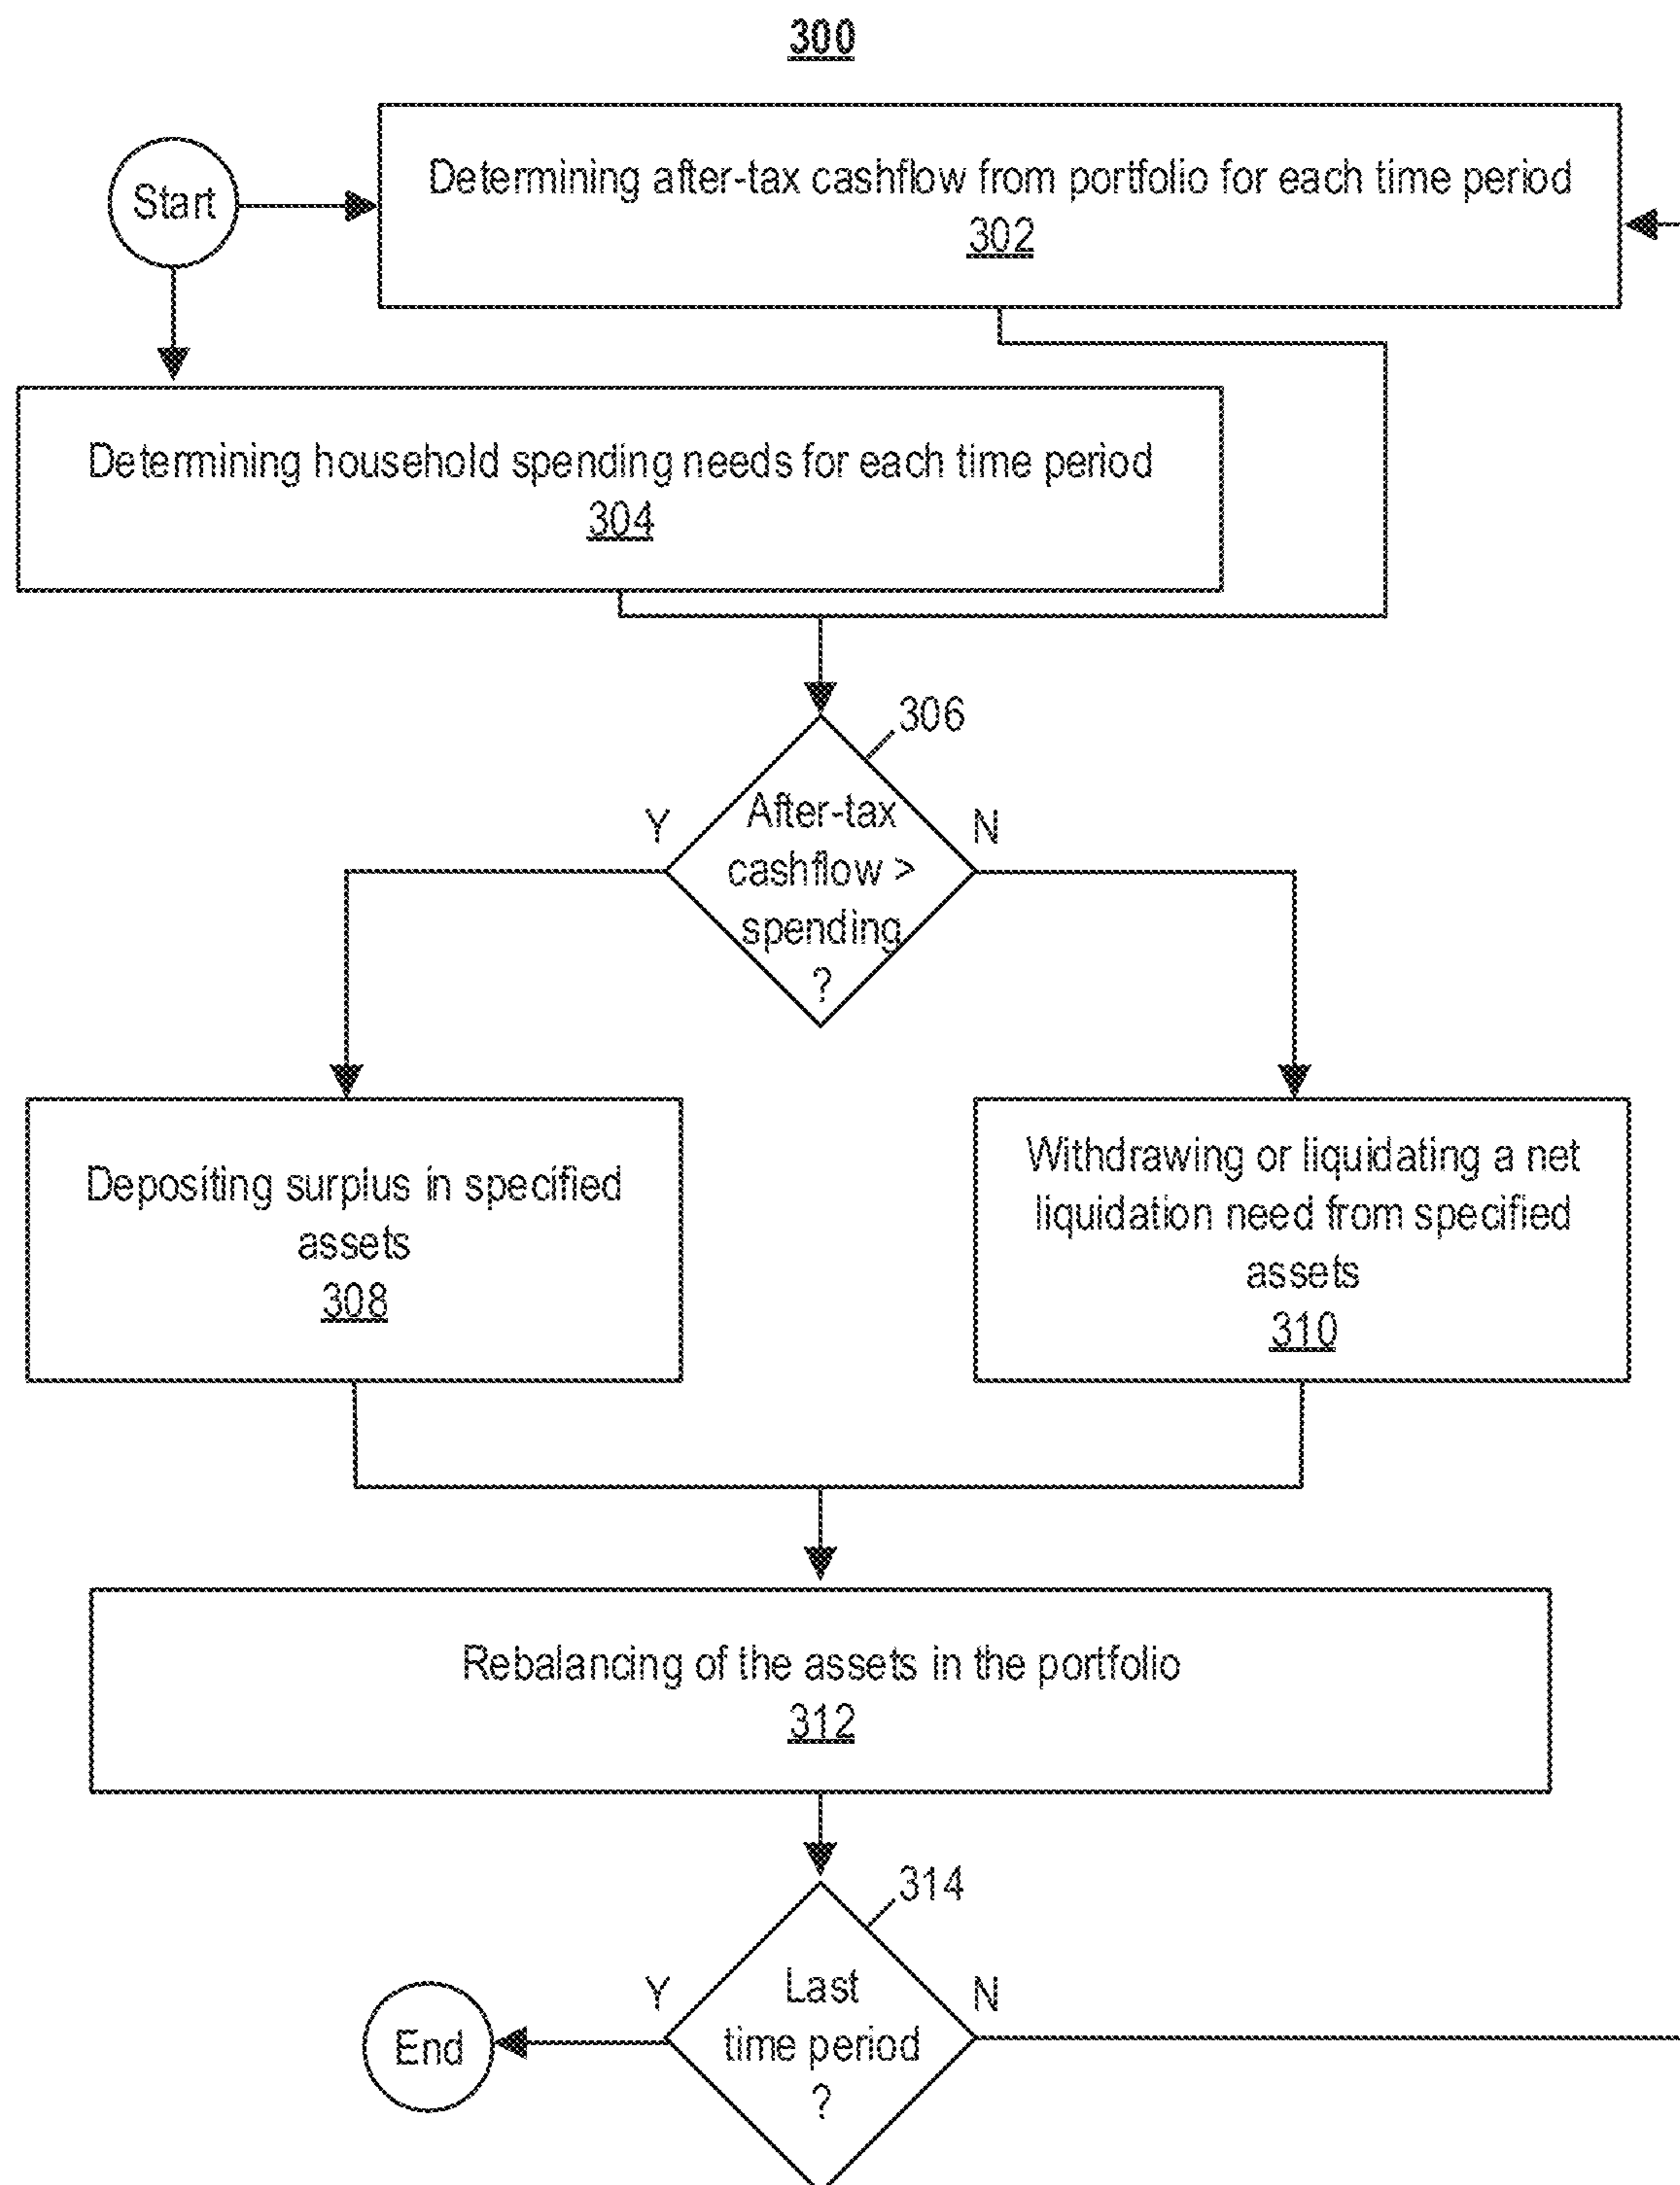 300
Start
Determining after-tax cashflow from portfolio for each time period
302
Determining household spending needs for each time period
304
306
Y
After-tax
cashflow >
spending
?
N
Depositing surplus in specified
assets
308
Withdrawing or liquidating a net
liquidation need from specified
assets
310
Rebalancing of the assets in the portfolio
312
314
Y
Last
time period
?
N
End